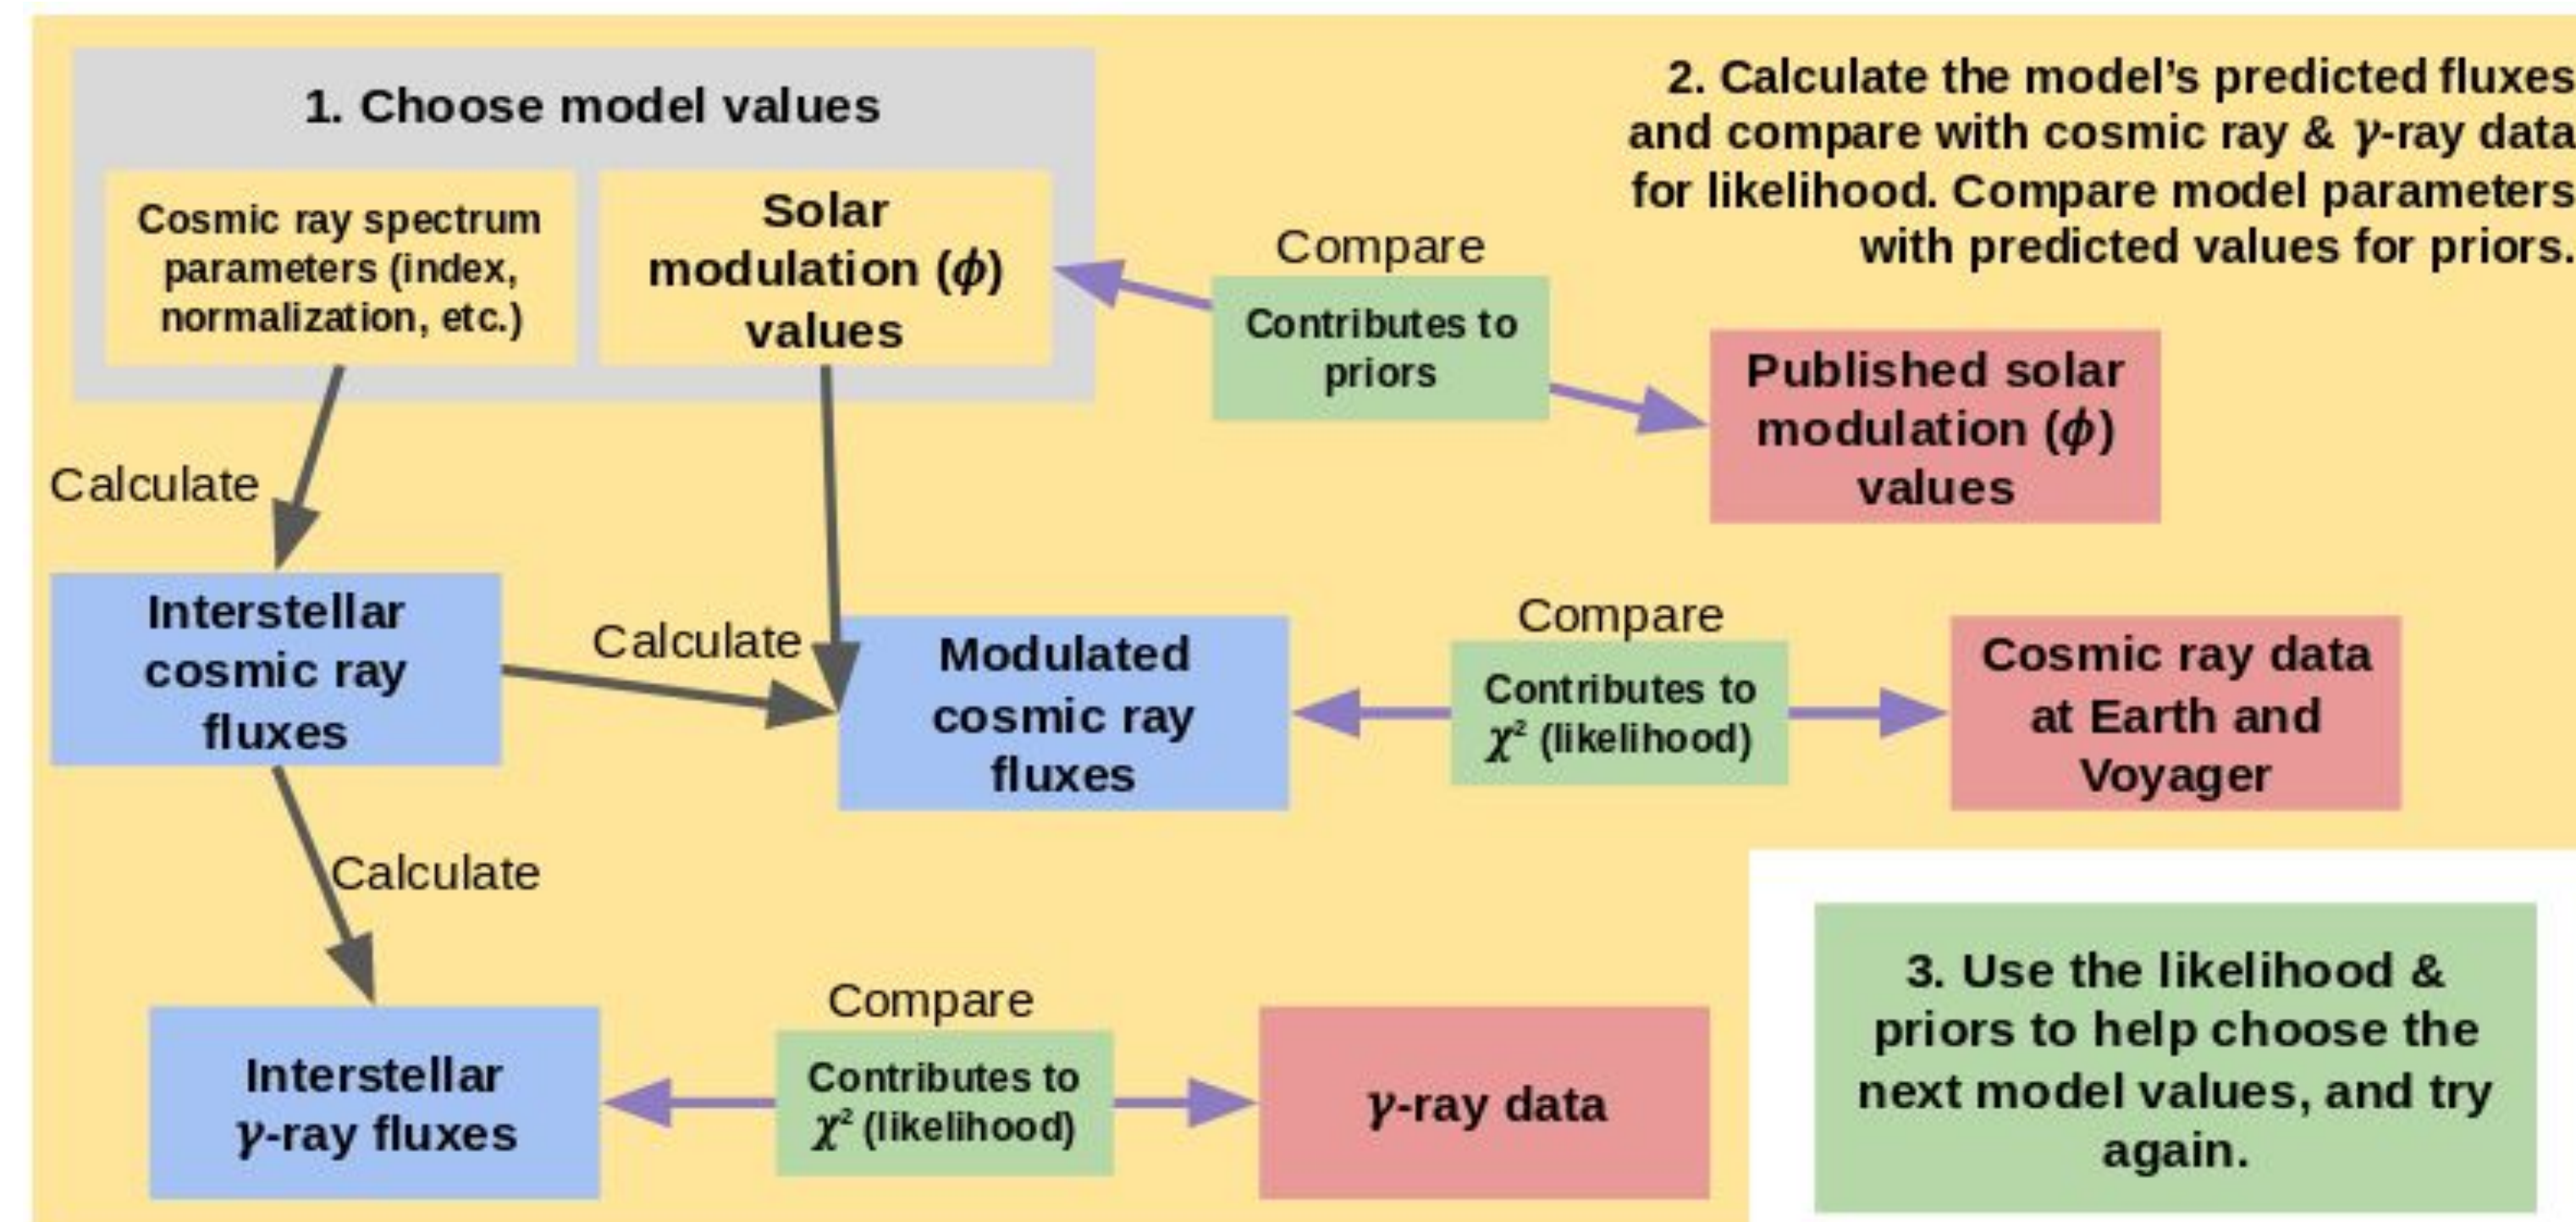 1. Choose model values
Cosmic ray spectrum
parameters (index,
normalization, etc.)
Solar
modulation (ϕ)
values
2. Calculate the model’s predicted fluxes
and compare with cosmic ray & γ-ray data
for likelihood. Compare model parameters
with predicted values for priors.
Compare
Contributes to
priors
Published solar
modulation (ϕ)
values
Calculate
Interstellar
cosmic ray
fluxes
Calculate
Modulated
cosmic ray
fluxes
Compare
Contributes to
χ² (likelihood)
Cosmic ray data
at Earth and
Voyager
Calculate
Interstellar
γ-ray fluxes
Compare
Contributes to
χ² (likelihood)
γ-ray data
3. Use the likelihood &
priors to help choose the
next model values, and try
again.